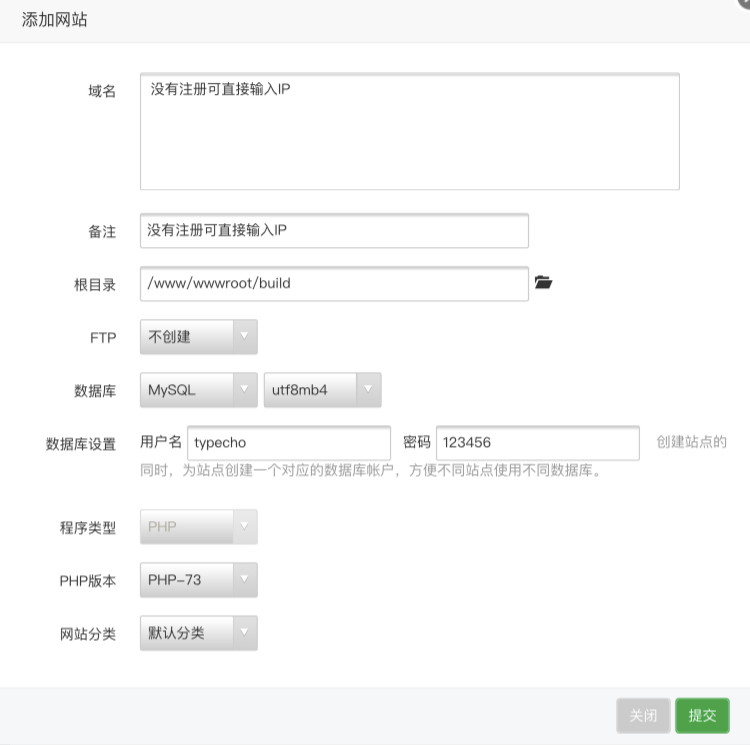 添加网站
域名 没有注册可直接输入IP
备注 没有注册可直接输入IP
根目录 /www/wwwroot/build
FTP 不创建
数据库 MySQL utf8mb4
数据库设置 用户名 typecho 密码 123456 创建站点的
同时，为站点创建一个对应的数据库帐户，方便不同站点使用不同数据库。
程序类型 PHP
PHP版本 PHP-73
网站分类 默认分类
关闭 提交